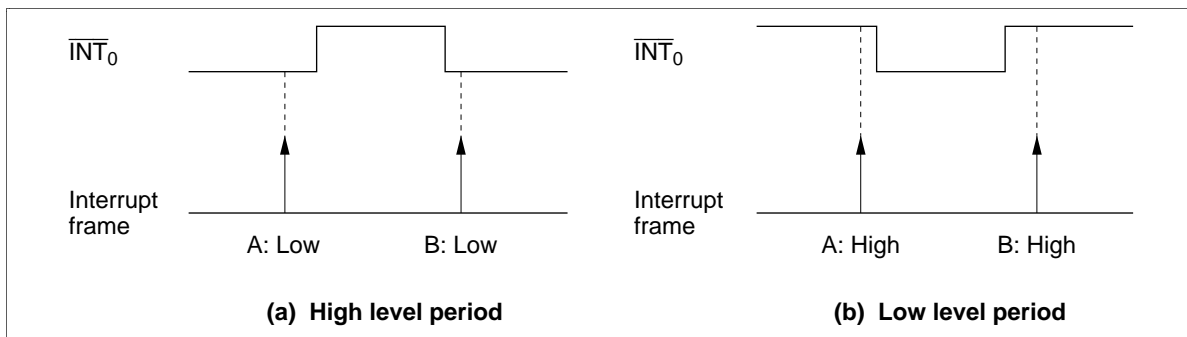 INT0
Interrupt
frame
A: Low
B: Low
(a) High level period
INT0
Interrupt
frame
A: High
B: High
(b) Low level period